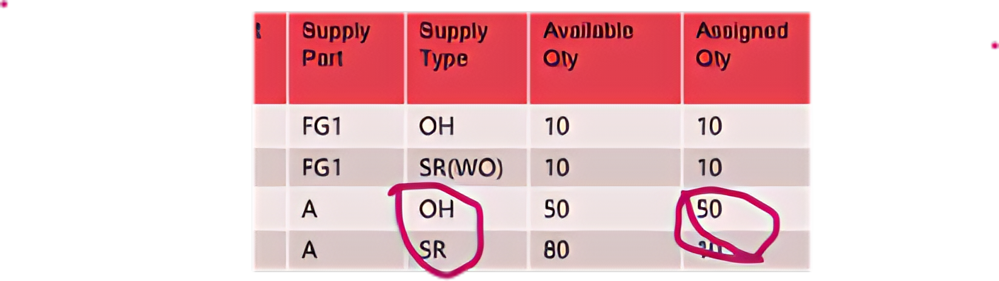 Supply Part Supply Type Available Qty Assigned Qty
FG1 OH 10 10
FG1 SR(WO) 10 10
A OH 50 50
A SR 80